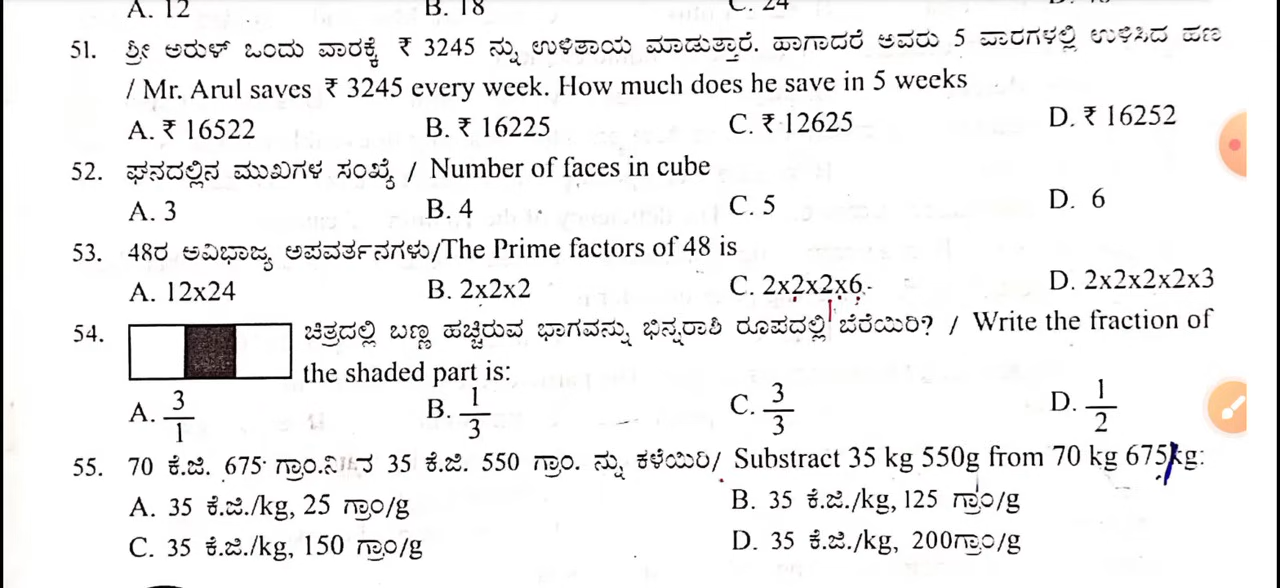 A. 12 B. 18 C. 24
51. ಶ್ರೀ ಅರುಳ್ ಒಂದು ವಾರಕ್ಕೆ ₹ 3245 ನ್ನು ಉಳಿತಾಯ ಮಾಡುತ್ತಾರೆ. ಹಾಗಾದರೆ ಅವರು 5 ವಾರಗಳಲ್ಲಿ ಉಳಿಸಿದ ಹಣ
/ Mr. Arul saves ₹ 3245 every week. How much does he save in 5 weeks
A. ₹ 16522 B. ₹ 16225 C. ₹ 12625 D. ₹ 16252
52. ಘನದಲ್ಲಿನ ಮುಖಗಳ ಸಂಖ್ಯೆ / Number of faces in cube
A. 3 B. 4 C. 5 D. 6
53. 48ರ ಅವಿಭಾಜ್ಯ ಅಪವರ್ತನಗಳು/The Prime factors of 48 is
A. 12x24 B. 2x2x2 C. 2x2x2x6 D. 2x2x2x2x3
54. ಚಿತ್ರದಲ್ಲಿ ಬಣ್ಣ ಹಚ್ಚಿರುವ ಭಾಗವನ್ನು ಭಿನ್ನರಾಶಿ ರೂಪದಲ್ಲಿ ಬೆರೆಯಿರಿ? / Write the fraction of
the shaded part is:
A. 3/1 B. 1/3 C. 3/3 D. 1/2
55. 70 ಕೆ.ಜಿ. 675 ಗ್ರಾಂ. 35 ಕೆ.ಜಿ. 550 ಗ್ರಾಂ. ನ್ನು ಕಳೆಯಿರಿ/ Substract 35 kg 550g from 70 kg 675kg:
A. 35 ಕೆ.ಜಿ./kg, 25 ಗ್ರಾಂ/g B. 35 ಕೆ.ಜಿ./kg, 125 ಗ್ರಾಂ/g
C. 35 ಕೆ.ಜಿ./kg, 150 ಗ್ರಾಂ/g D. 35 ಕೆ.ಜಿ./kg, 200ಗ್ರಾಂ/g